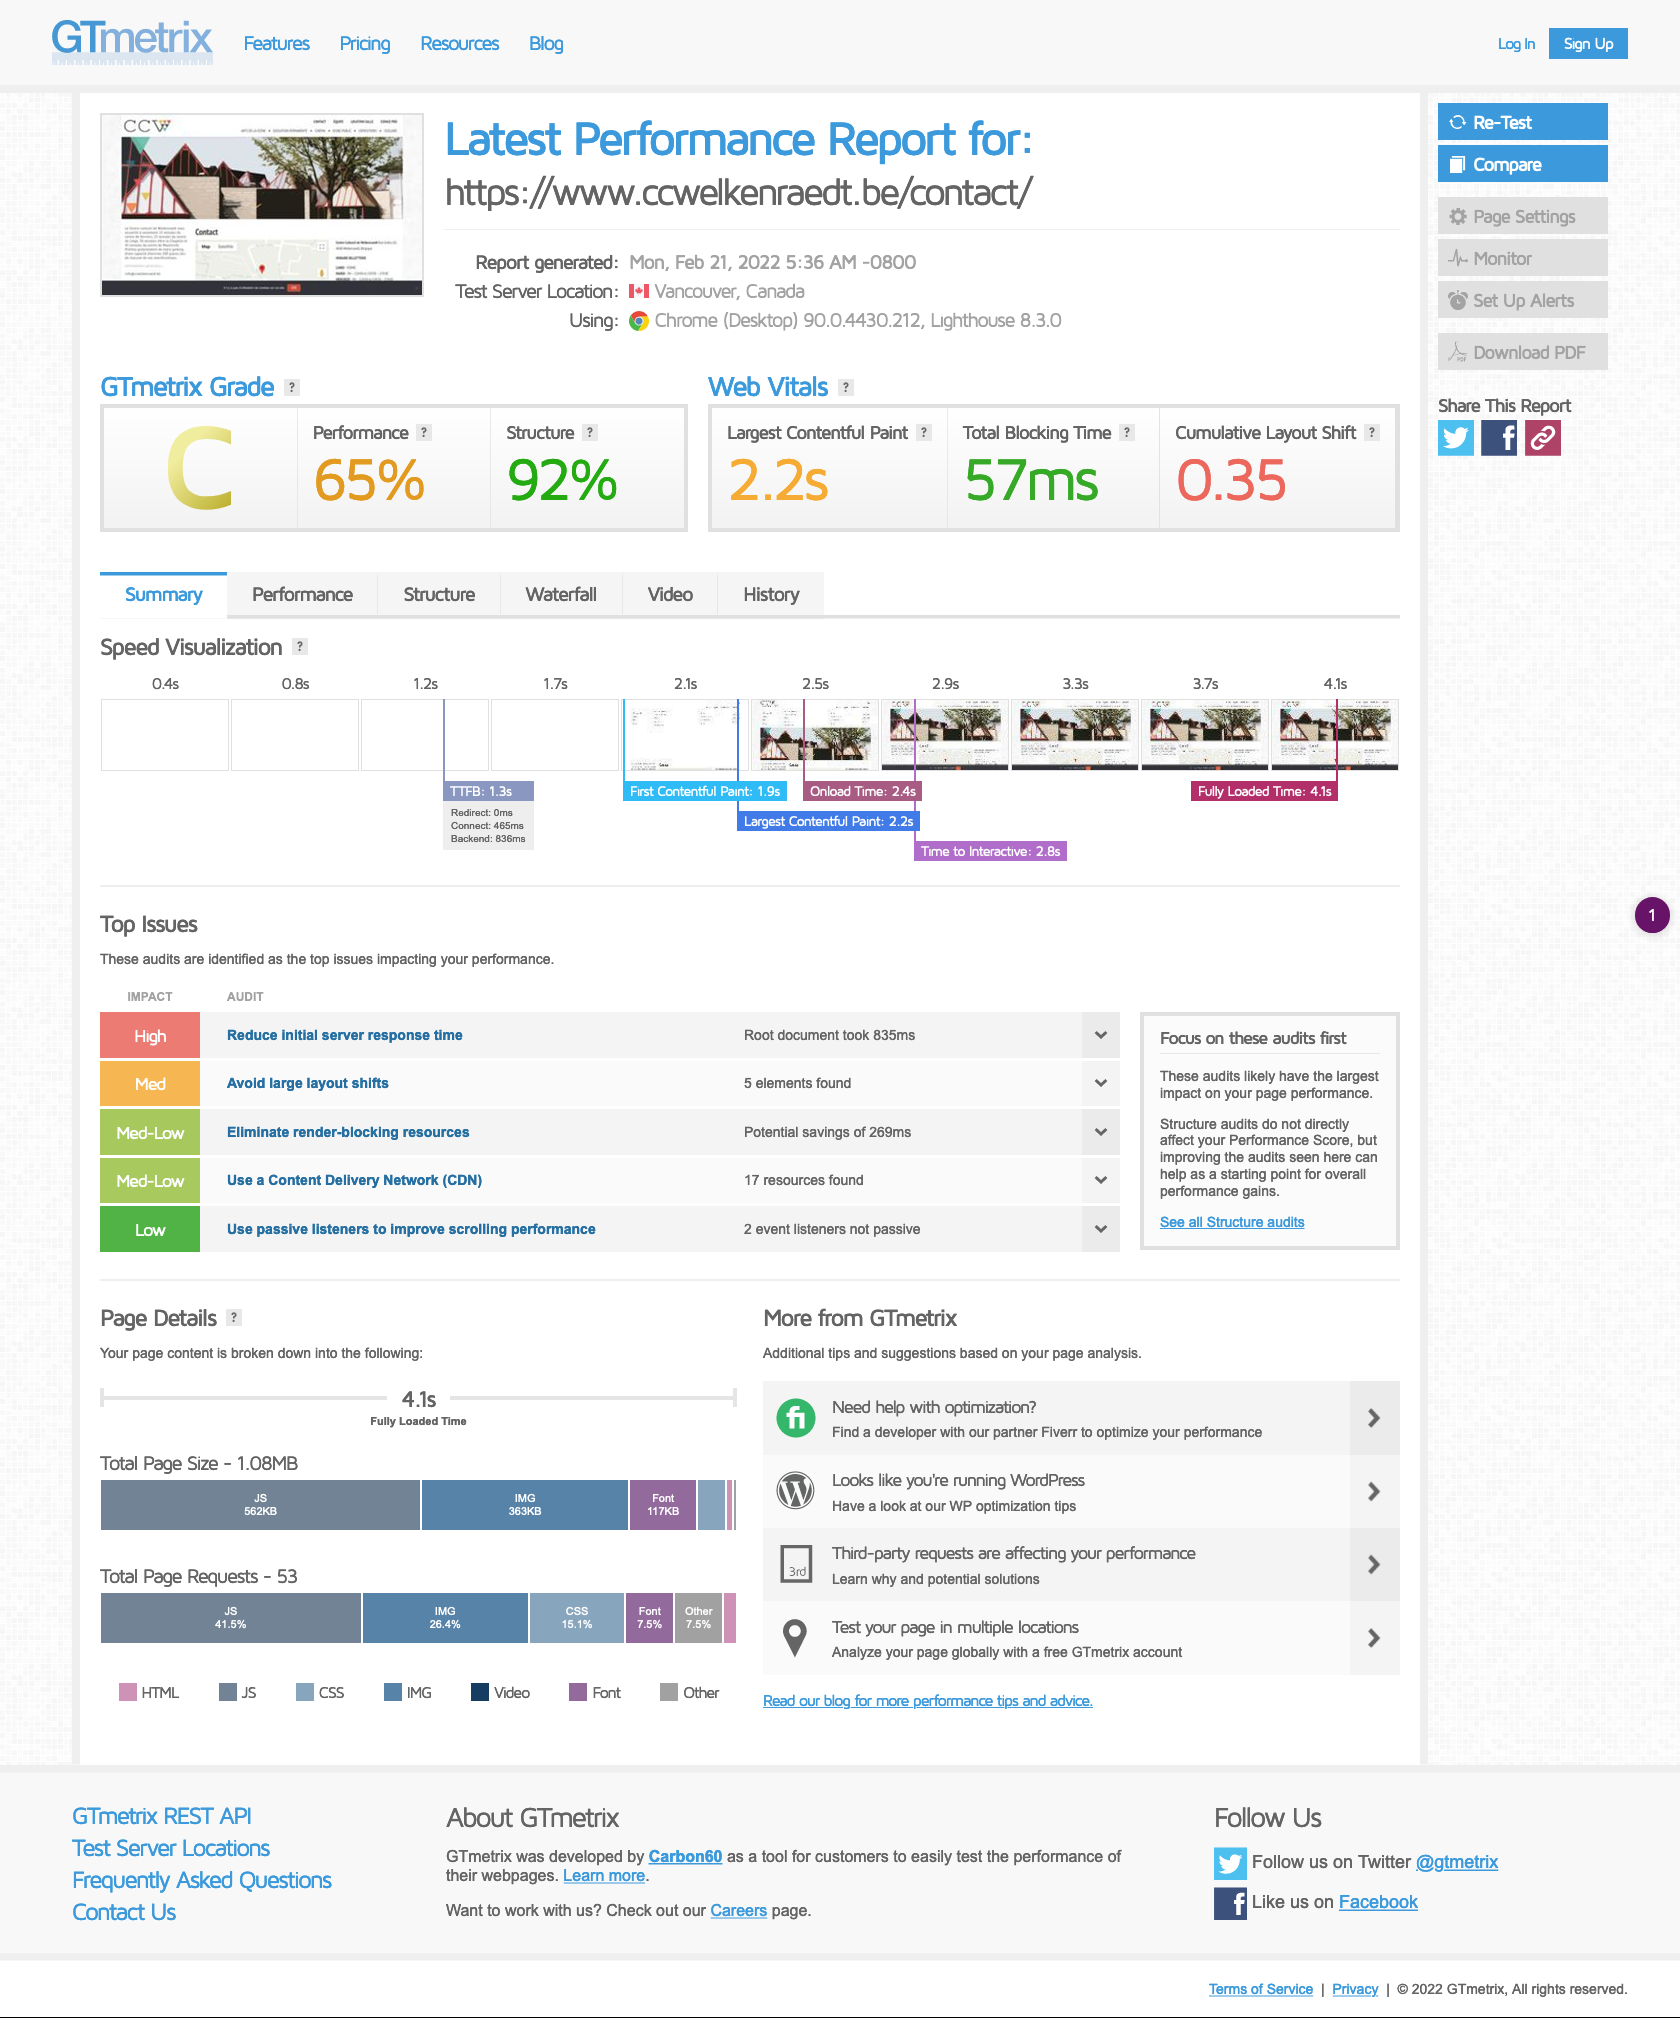 GTmetrix
Features
Pricing
Resources
Blog
Log In
Sign Up
CCW
Contact
Latest Performance Report for:
https://www.ccwelkenraedt.be/contact/
Report generated: Mon, Feb 21, 2022 5:36 AM -0800
Test Server Location: Vancouver, Canada
Using: Chrome (Desktop) 90.0.4430.212, Lighthouse 8.3.0
Re-Test
Compare
Page Settings
Monitor
Set Up Alerts
Download PDF
Share This Report
GTmetrix Grade ?
C
Performance ?
65%
Structure ?
92%
Web Vitals ?
Largest Contentful Paint ?
2.2s
Total Blocking Time ?
57ms
Cumulative Layout Shift ?
0.35
Summary
Performance
Structure
Waterfall
Video
History
Speed Visualization ?
0.4s 0.8s 1.2s 1.7s 2.1s 2.5s 2.9s 3.3s 3.7s 4.1s
TTFB: 1.3s
Redirect: 0ms
Connect: 465ms
Backend: 836ms
First Contentful Paint: 1.9s
Largest Contentful Paint: 2.2s
Onload Time: 2.4s
Time to Interactive: 2.8s
Fully Loaded Time: 4.1s
1
Top Issues
These audits are identified as the top issues impacting your performance.
IMPACT AUDIT
High Reduce initial server response time Root document took 835ms
Med Avoid large layout shifts 5 elements found
Med-Low Eliminate render-blocking resources Potential savings of 269ms
Med-Low Use a Content Delivery Network (CDN) 17 resources found
Low Use passive listeners to improve scrolling performance 2 event listeners not passive
Focus on these audits first
These audits likely have the largest
impact on your page performance.
Structure audits do not directly
affect your Performance Score, but
improving the audits seen here can
help as a starting point for overall
performance gains.
See all Structure audits
Page Details ?
Your page content is broken down into the following:
4.1s
Fully Loaded Time
Total Page Size - 1.08MB
JS
562KB
IMG
363KB
Font
117KB
Total Page Requests - 53
JS
41.5%
IMG
26.4%
CSS
15.1%
Font
7.5%
Other
7.5%
HTML JS CSS IMG Video Font Other
More from GTmetrix
Additional tips and suggestions based on your page analysis.
fi
Need help with optimization?
Find a developer with our partner Fiverr to optimize your performance
Looks like you're running WordPress
Have a look at our WP optimization tips
3rd
Third-party requests are affecting your performance
Learn why and potential solutions
Test your page in multiple locations
Analyze your page globally with a free GTmetrix account
Read our blog for more performance tips and advice.
GTmetrix REST API
Test Server Locations
Frequently Asked Questions
Contact Us
About GTmetrix
GTmetrix was developed by Carbon60 as a tool for customers to easily test the performance of
their webpages. Learn more.
Want to work with us? Check out our Careers page.
Follow Us
Follow us on Twitter @gtmetrix
Like us on Facebook
Terms of Service | Privacy | © 2022 GTmetrix, All rights reserved.